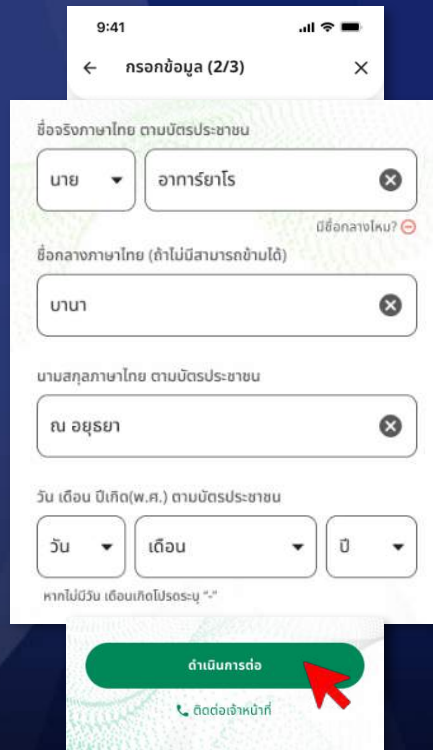 9:41
กรอกข้อมูล (2/3)
ชื่อจริงภาษาไทย ตามบัตรประชาชน
นาย อาทาร์ยาโร
มีชื่อกลางไหม?
ชื่อกลางภาษาไทย (ถ้าไม่มีสามารถข้ามได้)
บานา
นามสกุลภาษาไทย ตามบัตรประชาชน
ณ อยุธยา
วัน เดือน ปีเกิด(พ.ศ.) ตามบัตรประชาชน
วัน เดือน ปี
หากไม่มีวัน เดือนเกิดโปรดระบุ “-”
ดำเนินการต่อ
ติดต่อเจ้าหน้าที่